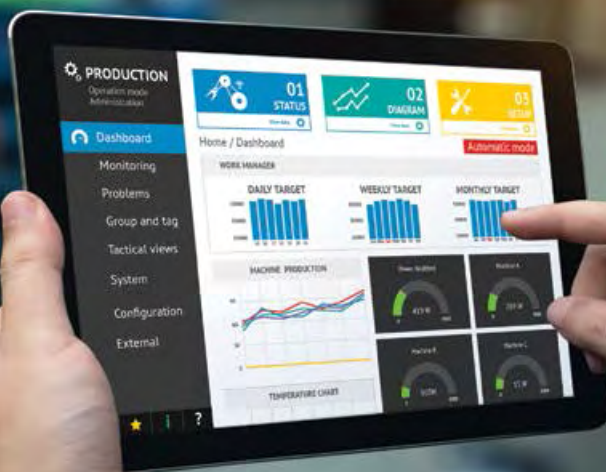 PRODUCTION
Operation mode
Administration
Dashboard
Monitoring
Problems
Group and tag
Tactical views
System
Configuration
External
?
01
STATUS
02
DIAGRAM
03
SETUP
Home / Dashboard
Automatic mode
WORK MANAGER
DAILY TARGET
WEEKLY TARGET
MONTHLY TARGET
MACHINE PRODUCTION
TEMPERATURE CHART
Machine A
Machine B
Machine C